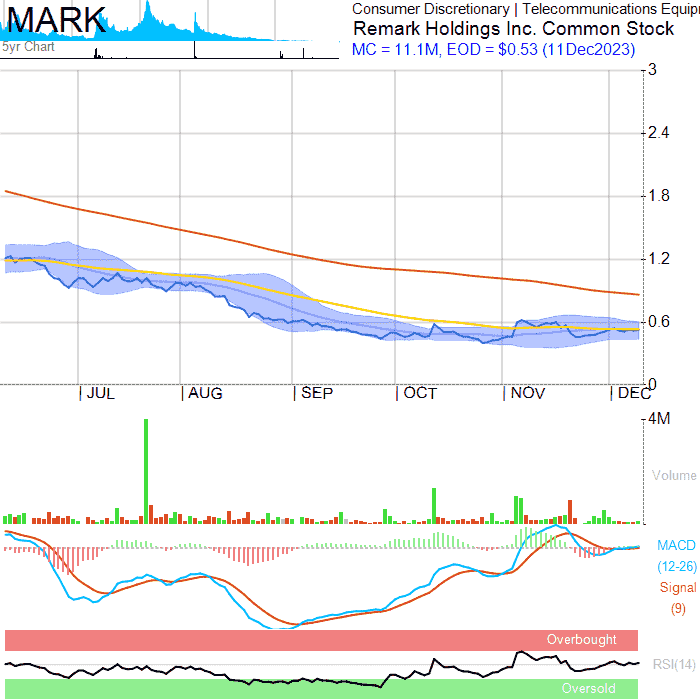 MARK
5yr Chart
Consumer Discretionary | Telecommunications Equip
Remark Holdings Inc. Common Stock
MC = 11.1M, EOD = $0.53 (11Dec2023)
3
2.4
1.8
1.2
0.6
0
JUL AUG SEP OCT NOV DEC
4M
Volume
MACD
(12-26)
Signal
(9)
Overbought
RSI(14)
Oversold